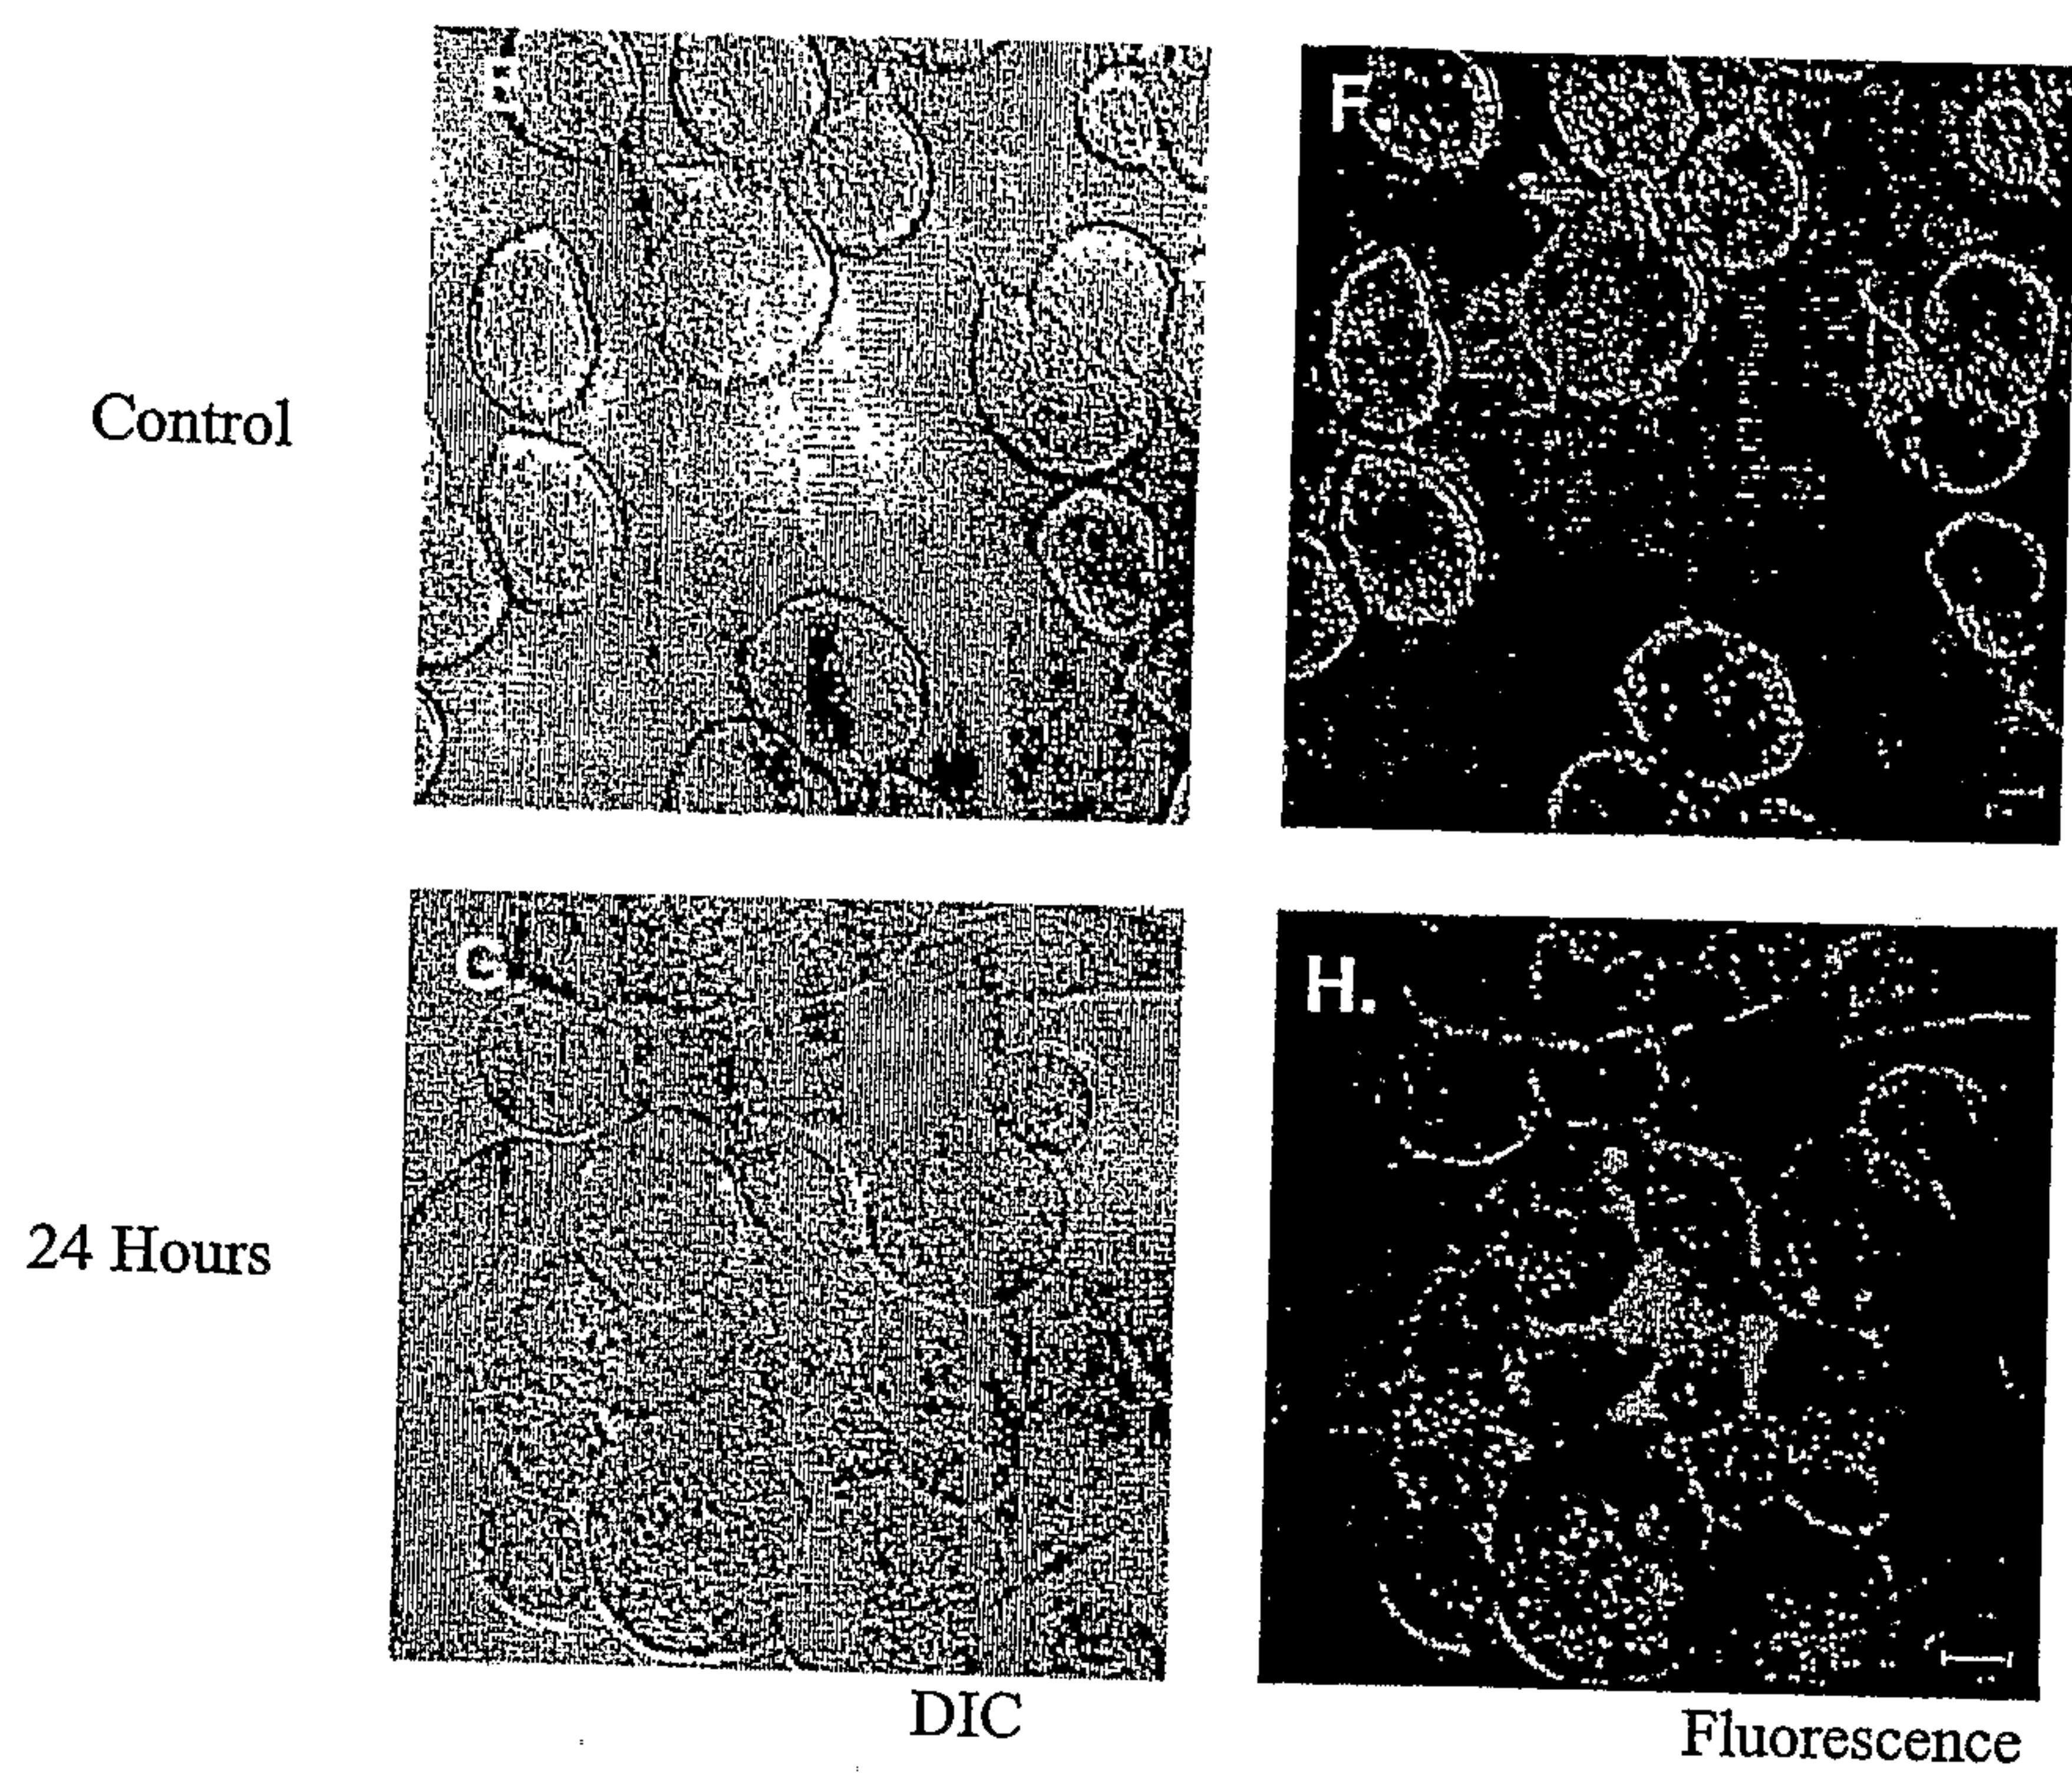 E
F.
Control
G
H.
24 Hours
DIC
Fluorescence